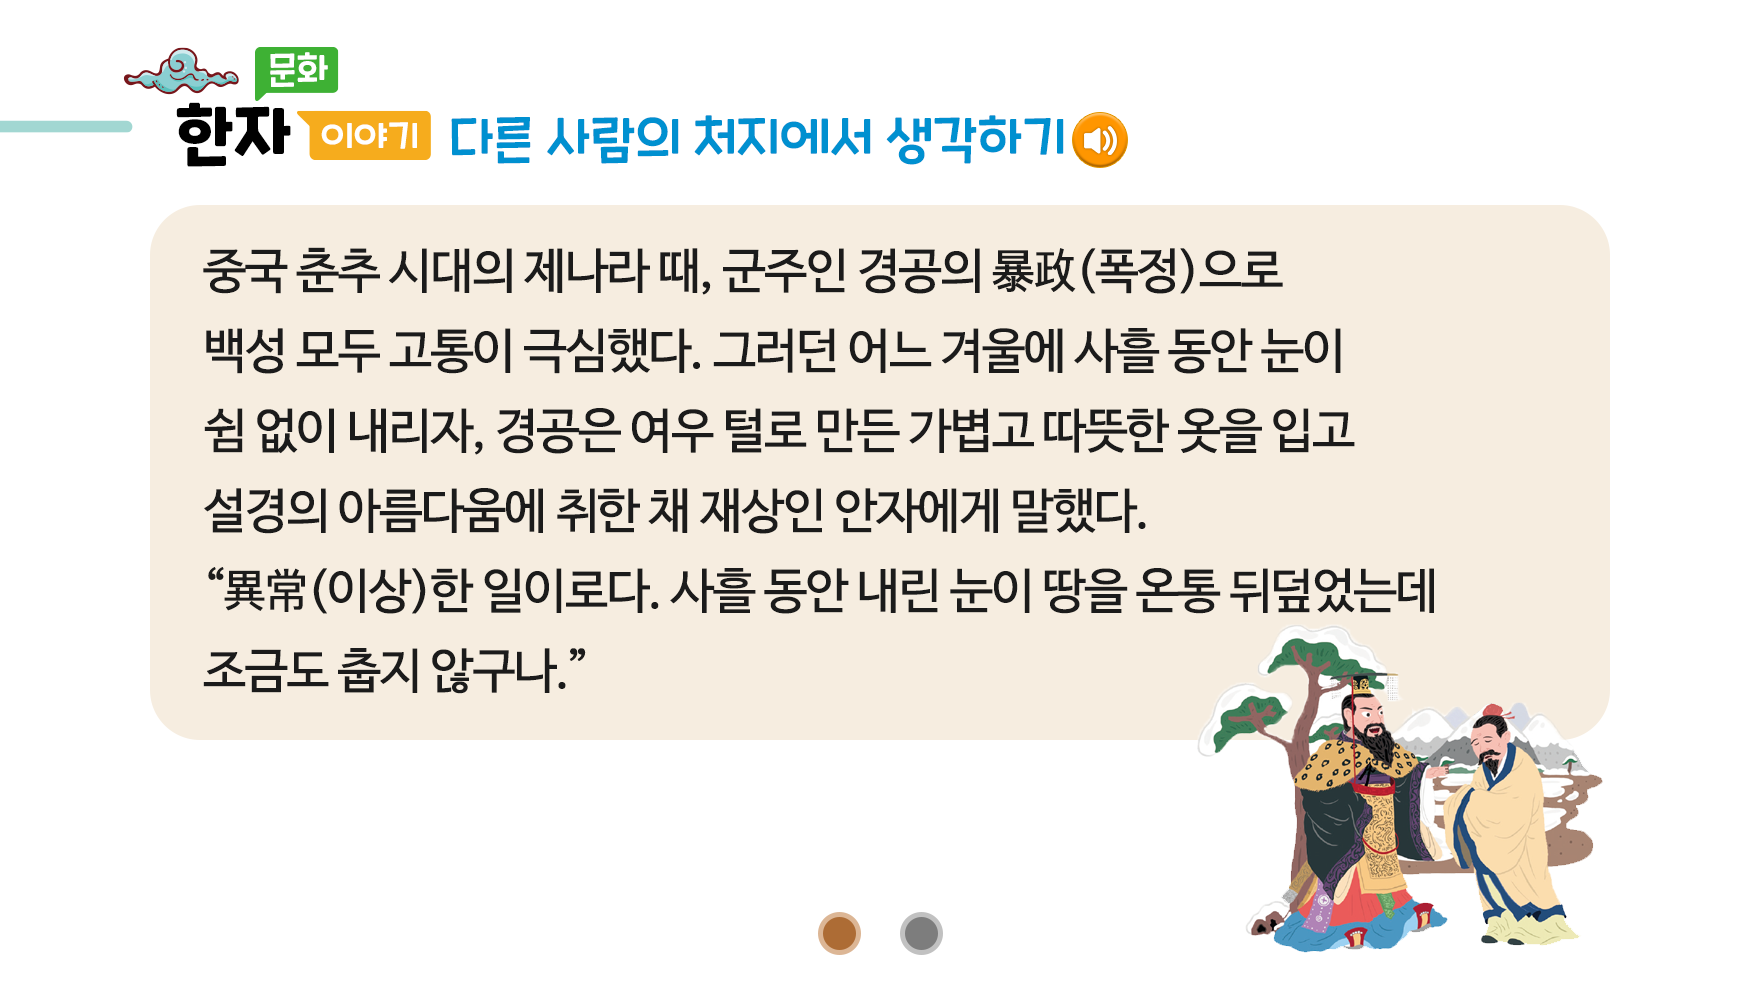 문화
한자 이야기 다른 사람의 처지에서 생각하기
중국 춘추 시대의 제나라 때, 군주인 경공의 暴政(폭정)으로
백성 모두 고통이 극심했다. 그러던 어느 겨울에 사흘 동안 눈이
쉼 없이 내리자, 경공은 여우 털로 만든 가볍고 따뜻한 옷을 입고
설경의 아름다움에 취한 채 재상인 안자에게 말했다.
“異常(이상)한 일이로다. 사흘 동안 내린 눈이 땅을 온통 뒤덮었는데
조금도 춥지 않구나.”